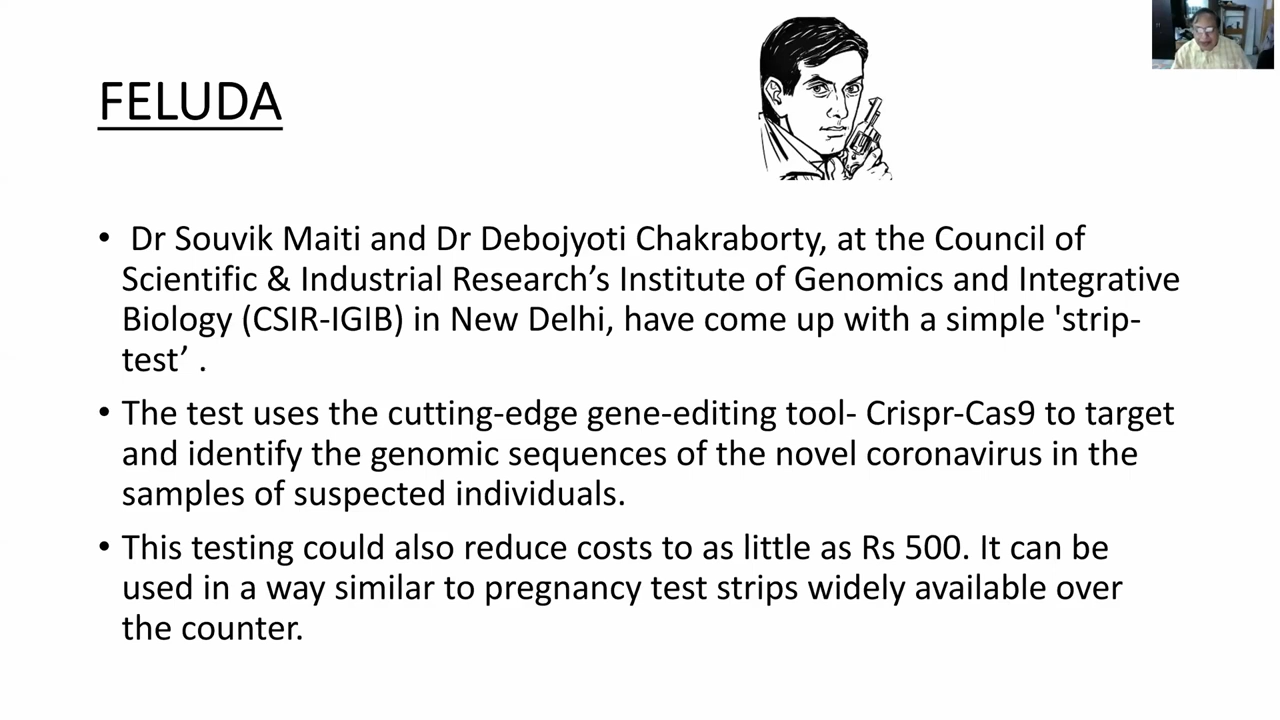 FELUDA
• Dr Souvik Maiti and Dr Debojyoti Chakraborty, at the Council of
Scientific & Industrial Research’s Institute of Genomics and Integrative
Biology (CSIR-IGIB) in New Delhi, have come up with a simple 'strip-
test’ .
• The test uses the cutting-edge gene-editing tool- Crispr-Cas9 to target
and identify the genomic sequences of the novel coronavirus in the
samples of suspected individuals.
• This testing could also reduce costs to as little as Rs 500. It can be
used in a way similar to pregnancy test strips widely available over
the counter.